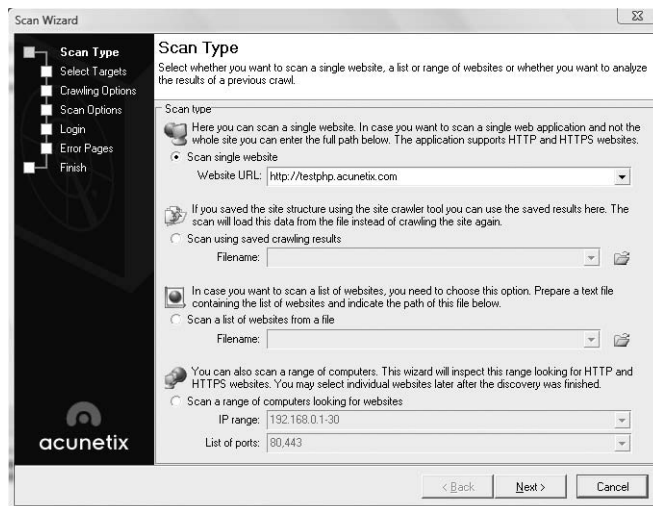 Scan Wizard
Scan Type
Select Targets
Crawling Options
Scan Options
Login
Error Pages
Finish
acunetix
Scan Type
Select whether you want to scan a single website, a list or range of websites or whether you want to analyze
the results of a previous crawl.
Scan type
Here you can scan a single website. In case you want to scan a single web application and not the
whole site you can enter the full path below. The application supports HTTP and HTTPS websites.
Scan single website
Website URL: http://testphp.acunetix.com
If you saved the site structure using the site crawler tool you can use the saved results here. The
scan will load this data from the file instead of crawling the site again.
Scan using saved crawling results
Filename:
In case you want to scan a list of websites, you need to choose this option. Prepare a text file
containing the list of websites and indicate the path of this file below.
Scan a list of websites from a file
Filename:
You can also scan a range of computers. This wizard will inspect this range looking for HTTP and
HTTPS websites. You may select individual websites later after the discovery was finished.
Scan a range of computers looking for websites
IP range: 192.168.0.1-30
List of ports: 80,443
< Back Next > Cancel